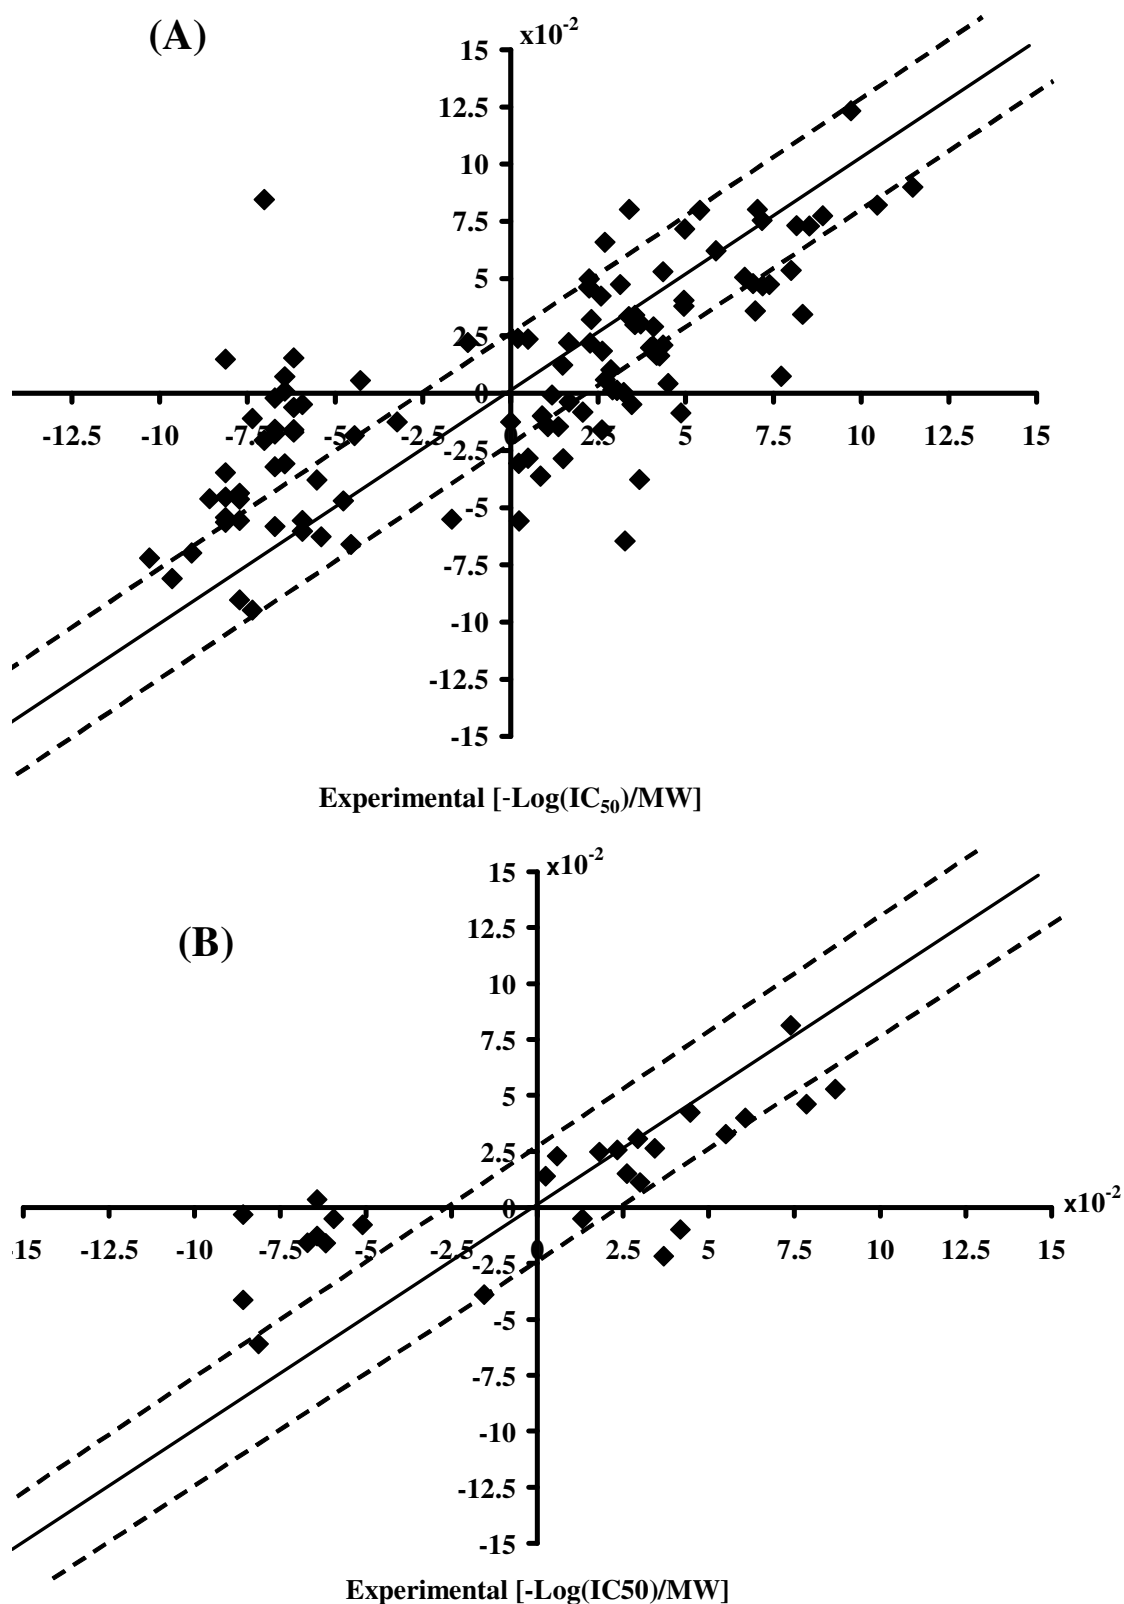 (A)
x10⁻²
15
12.5
10
7.5
5
2.5
0
-12.5 -10 -7.5 -5 -2.5 0 2.5 5 7.5 10 12.5 15
-2.5
-5
-7.5
-10
-12.5
-15
Experimental [-Log(IC₅₀)/MW]
(B)
x10⁻²
15
12.5
10
7.5
5
2.5
0
x10⁻²
-15 -12.5 -10 -7.5 -5 -2.5 0 2.5 5 7.5 10 12.5 15
-2.5
-5
-7.5
-10
-12.5
-15
Experimental [-Log(IC50)/MW]